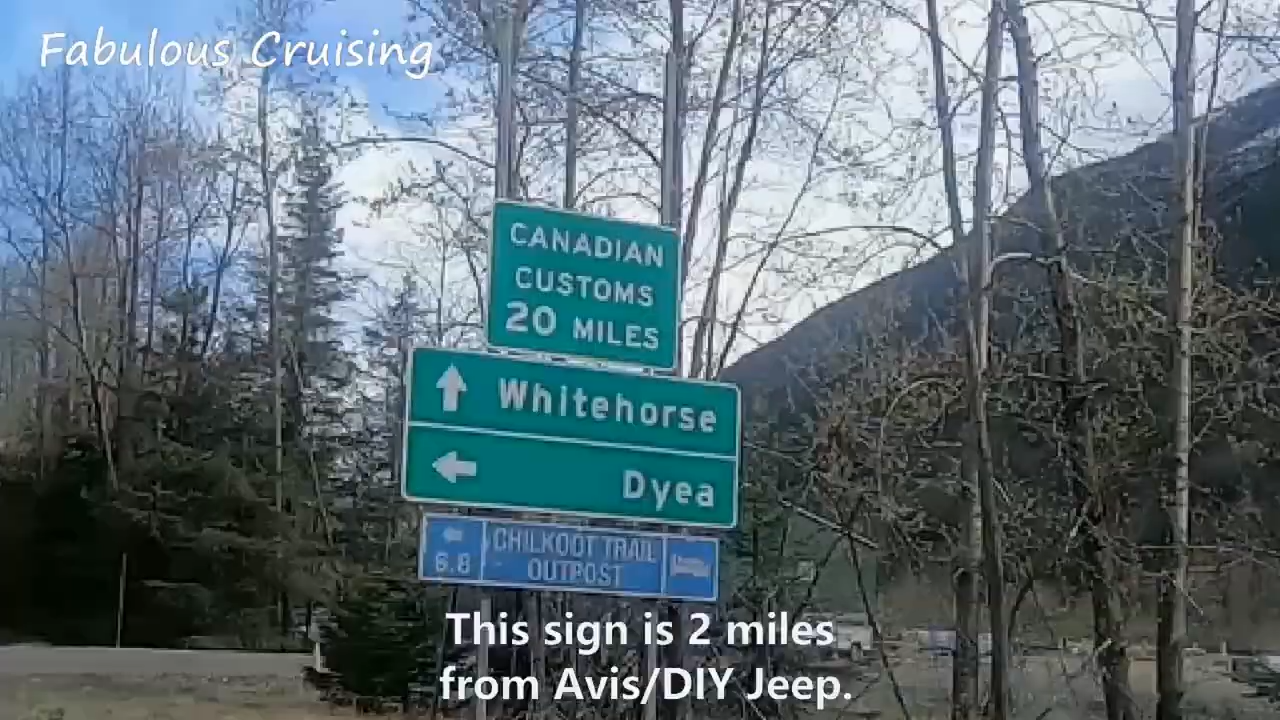 Fabulous Cruising
CANADIAN
CUSTOMS
20 MILES
Whitehorse
Dyea
6.8
CHILKOOT TRAIL
OUTPOST
This sign is 2 miles
from Avis/DIY Jeep.